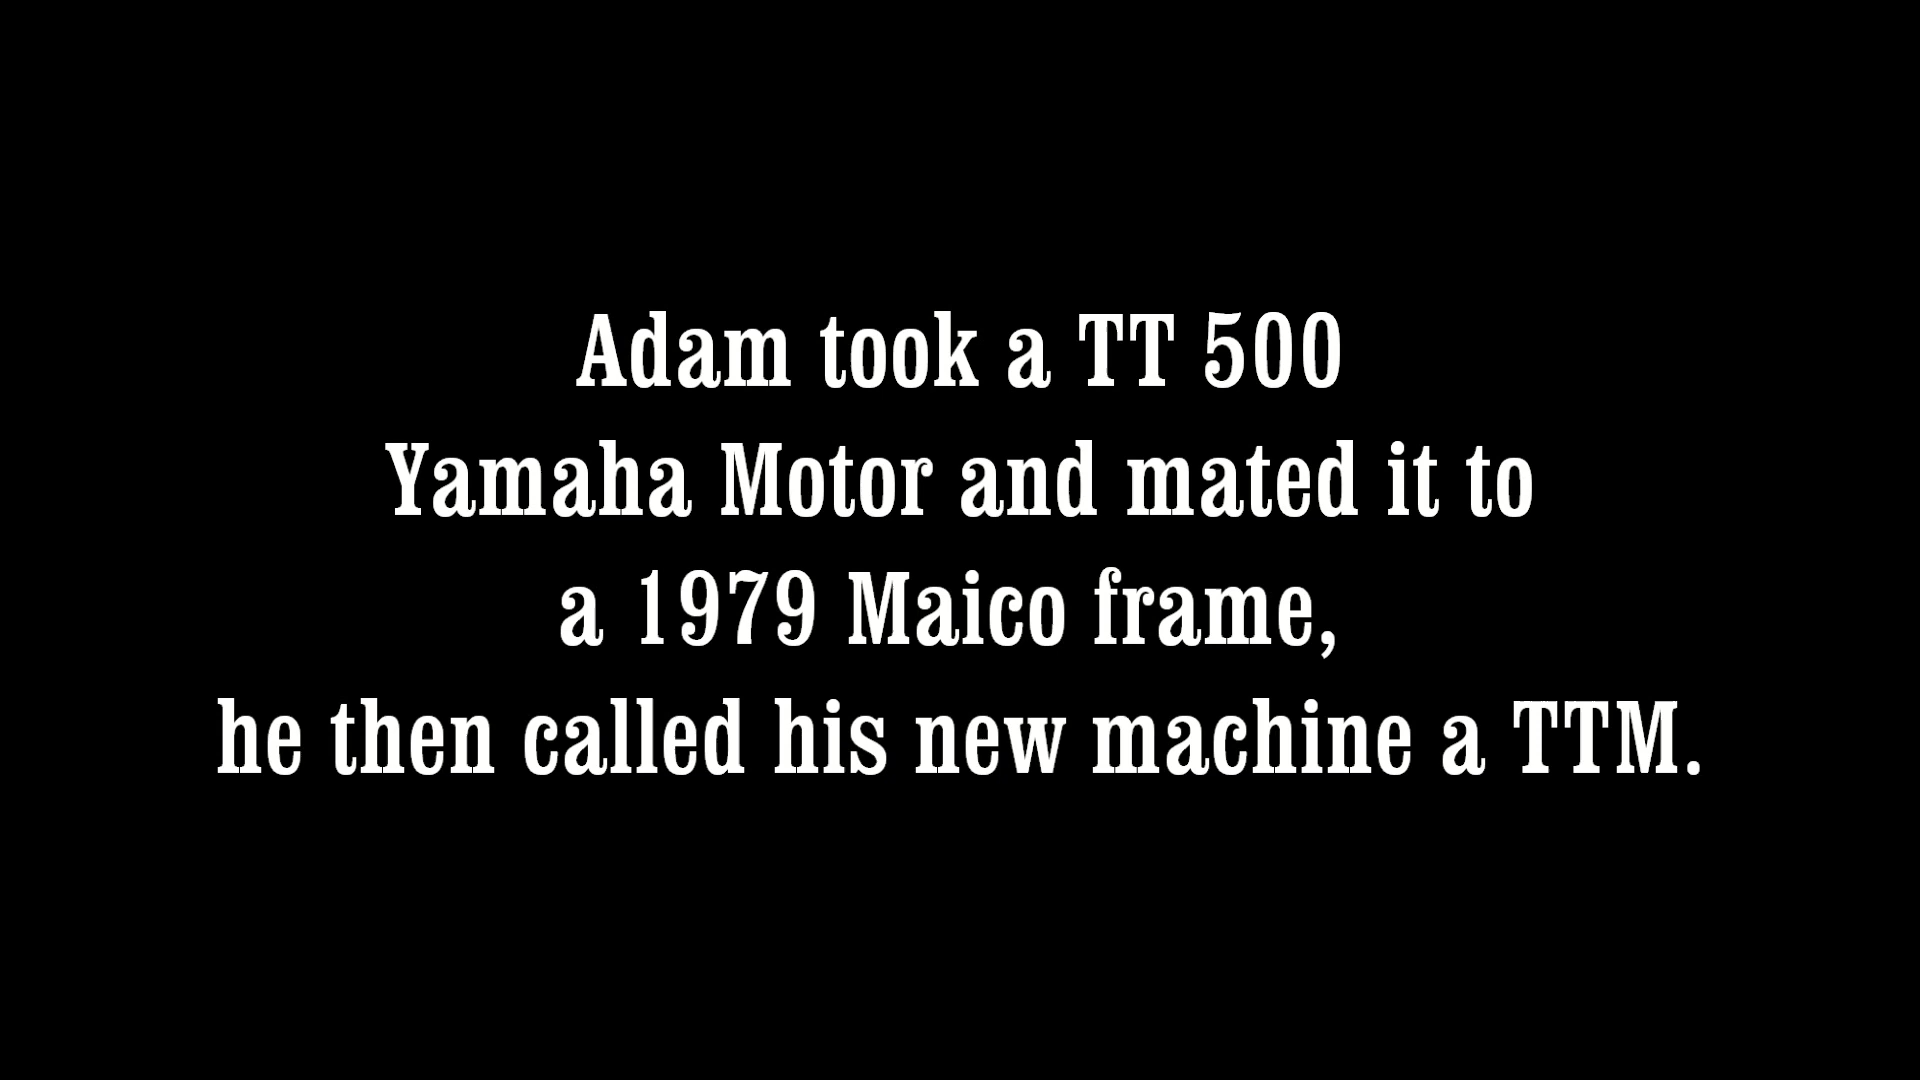 Adam took a TT 500
Yamaha Motor and mated it to
a 1979 Maico frame,
he then called his new machine a TTM.